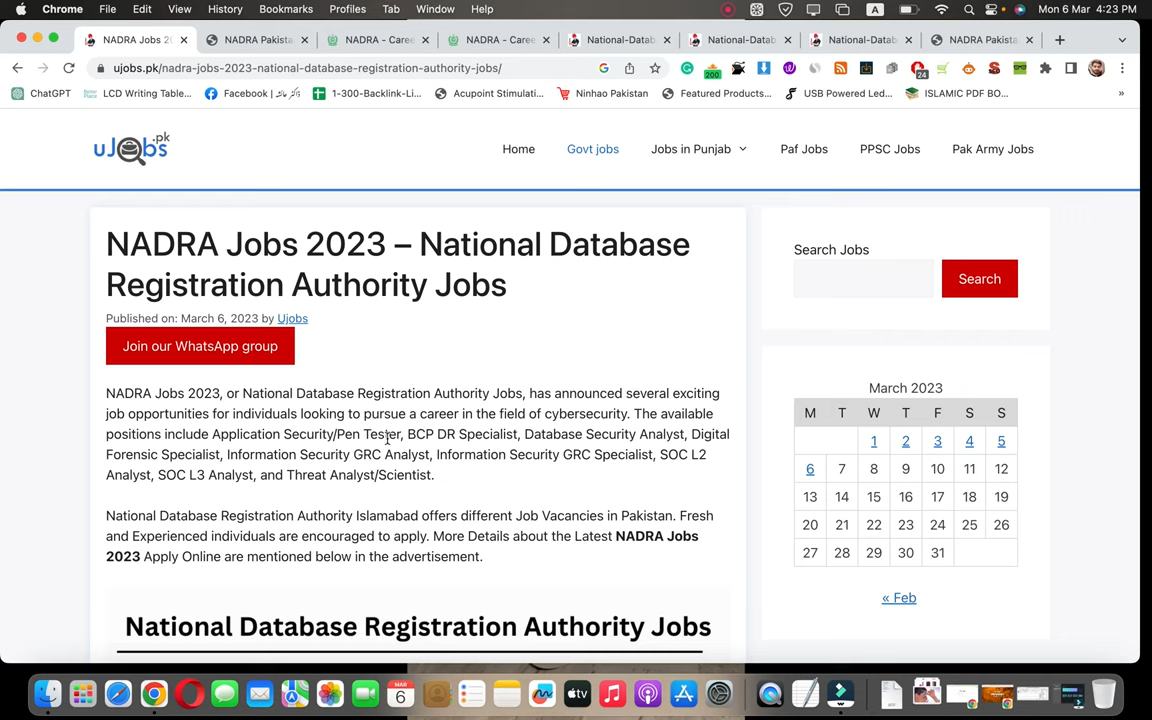 Chrome File Edit View History Bookmarks Profiles Tab Window Help A Mon 6 Mar 4:23 PM
NADRA Jobs 20 NADRA Pakista NADRA - Caree NADRA - Caree National-Datab National-Datab National-Datab NADRA Pakista
ujobs.pk/nadra-jobs-2023-national-database-registration-authority-jobs/ 200 24
ChatGPT LCD Writing Table... Facebook | 1-300-Backlink-Li... Acupoint Stimulati... Ninhao Pakistan Featured Products... USB Powered Led... ISLAMIC PDF BO... »
uJobs.pk
Home Govt jobs Jobs in Punjab Paf Jobs PPSC Jobs Pak Army Jobs
NADRA Jobs 2023 – National Database
Registration Authority Jobs
Published on: March 6, 2023 by Ujobs
Join our WhatsApp group
NADRA Jobs 2023, or National Database Registration Authority Jobs, has announced several exciting
job opportunities for individuals looking to pursue a career in the field of cybersecurity. The available
positions include Application Security/Pen Tester, BCP DR Specialist, Database Security Analyst, Digital
Forensic Specialist, Information Security GRC Analyst, Information Security GRC Specialist, SOC L2
Analyst, SOC L3 Analyst, and Threat Analyst/Scientist.
National Database Registration Authority Islamabad offers different Job Vacancies in Pakistan. Fresh
and Experienced individuals are encouraged to apply. More Details about the Latest NADRA Jobs
2023 Apply Online are mentioned below in the advertisement.
National Database Registration Authority Jobs
Search Jobs
Search
March 2023
M T W T F S S
1 2 3 4 5
6 7 8 9 10 11 12
13 14 15 16 17 18 19
20 21 22 23 24 25 26
27 28 29 30 31
« Feb
MAR
6
tv